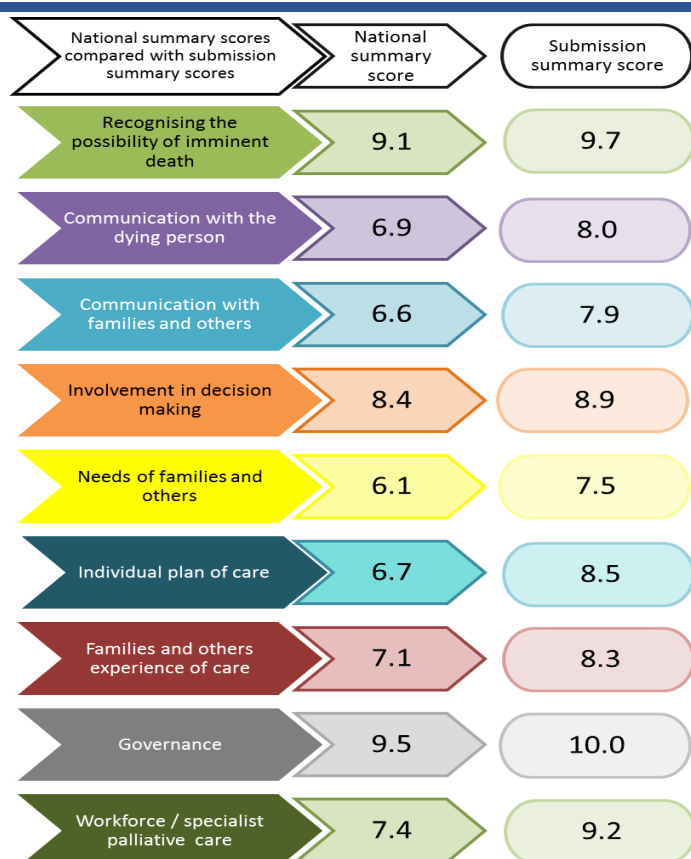 National summary scores
compared with submission
summary scores
National
summary
score
Submission
summary score
Recognising the
possibility of imminent
death
9.1
9.7
Communication with the
dying person
6.9
8.0
Communication with
families and others
6.6
7.9
Involvement in decision
making
8.4
8.9
Needs of families and
others
6.1
7.5
Individual plan of care
6.7
8.5
Families and others
experience of care
7.1
8.3
Governance
9.5
10.0
Workforce / specialist
palliative care
7.4
9.2